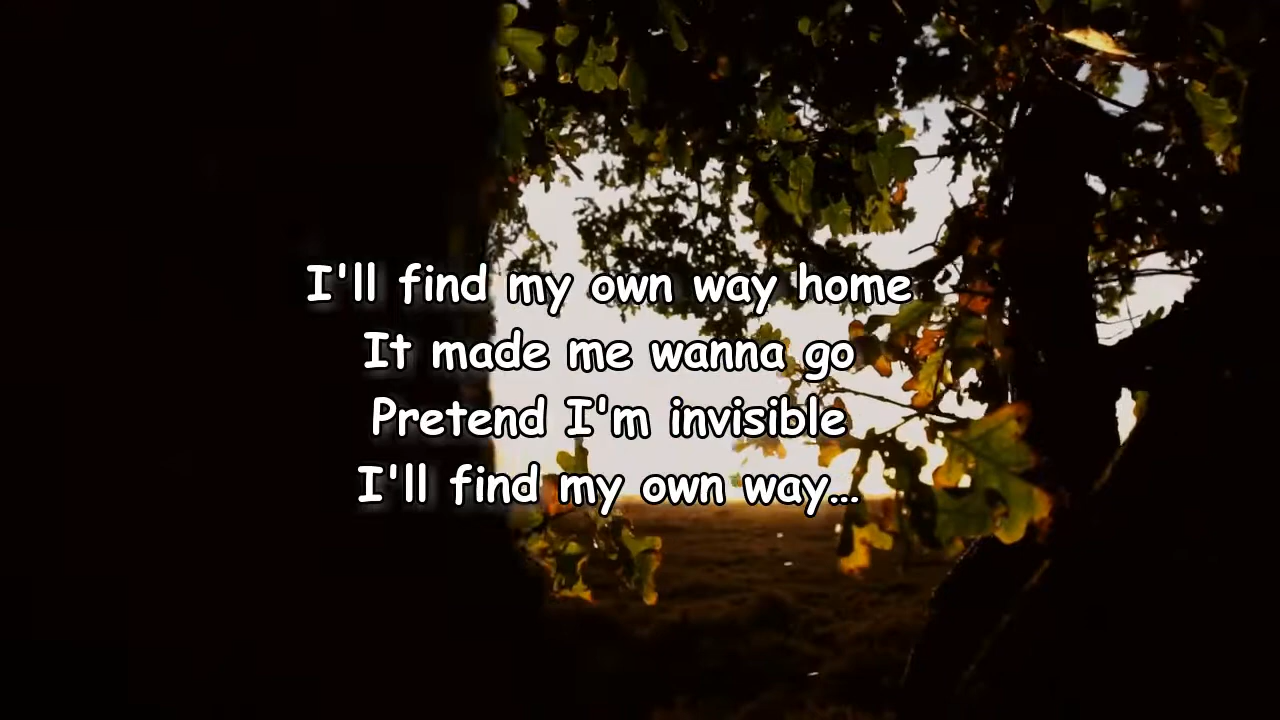 I'll find my own way home
It made me wanna go
Pretend I'm invisible
I'll find my own way...